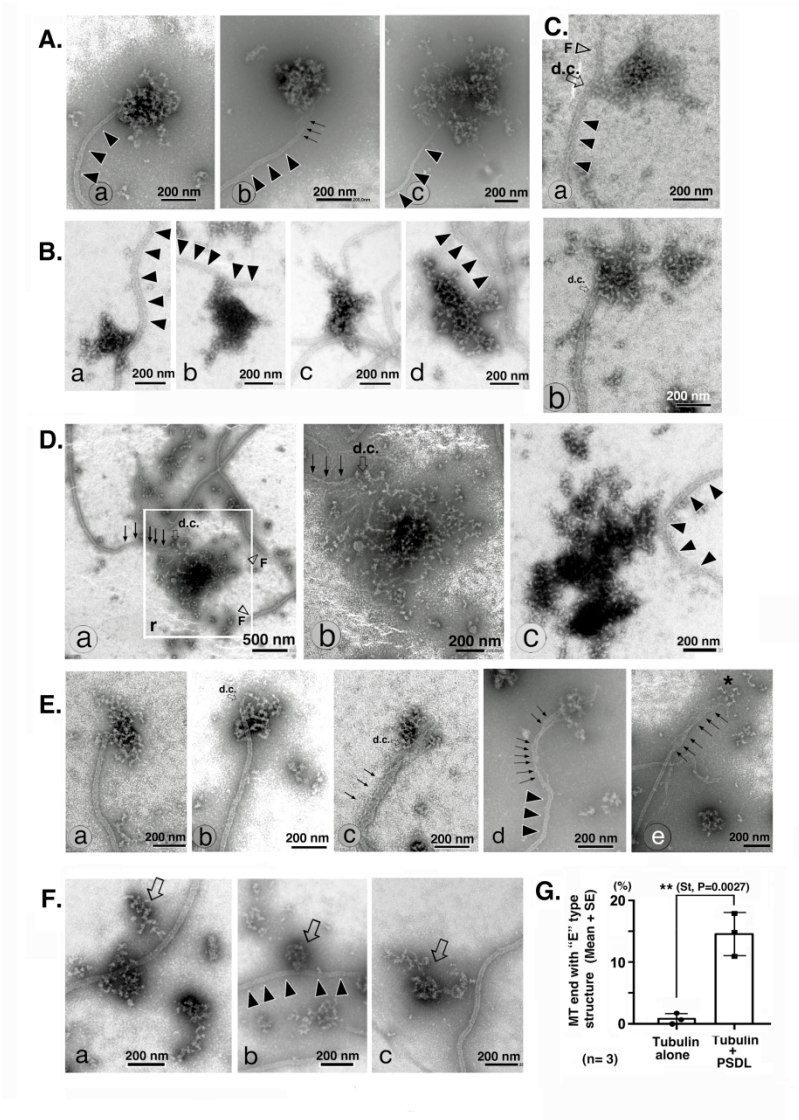 A.
a
200 nm
b
200 nm
c
200 nm
C.
F
d.c.
a
200 nm
d.c.
b
200 nm
B.
a
200 nm
b
200 nm
c
200 nm
d
200 nm
D.
d.c.
F
F
r
a
500 nm
d.c.
b
200 nm
c
200 nm
E.
a
200 nm
d.c.
b
200 nm
d.c.
c
200 nm
d
200 nm
*
e
200 nm
F.
a
200 nm
b
200 nm
c
200 nm
G.
(%)
** (St, P=0.0027)
MT end with “E” type
structure (Mean + SE)
20
10
0
Tubulin
alone
Tubulin
+
PSDL
(n= 3)